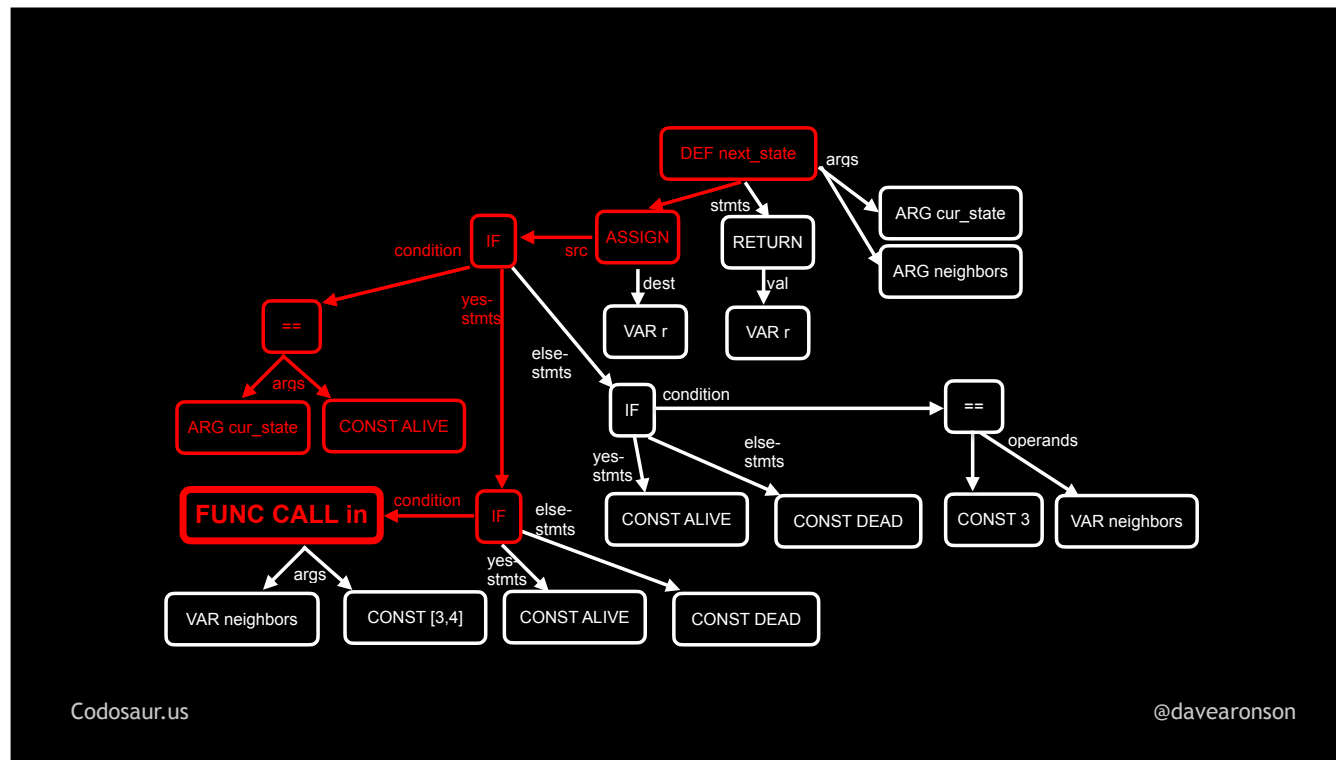 DEF next_state
args
ARG cur_state
stmts
IF
ASSIGN
RETURN
condition
src
ARG neighbors
dest
val
yes-
stmts
==
VAR r
VAR r
else-
stmts
args
IF
condition
==
ARG cur_state
CONST ALIVE
yes-
stmts
else-
stmts
operands
FUNC CALL in
condition
IF
else-
stmts
CONST ALIVE
CONST DEAD
CONST 3
VAR neighbors
args
yes-
stmts
VAR neighbors
CONST [3,4]
CONST ALIVE
CONST DEAD
Codosaur.us
@davearonson